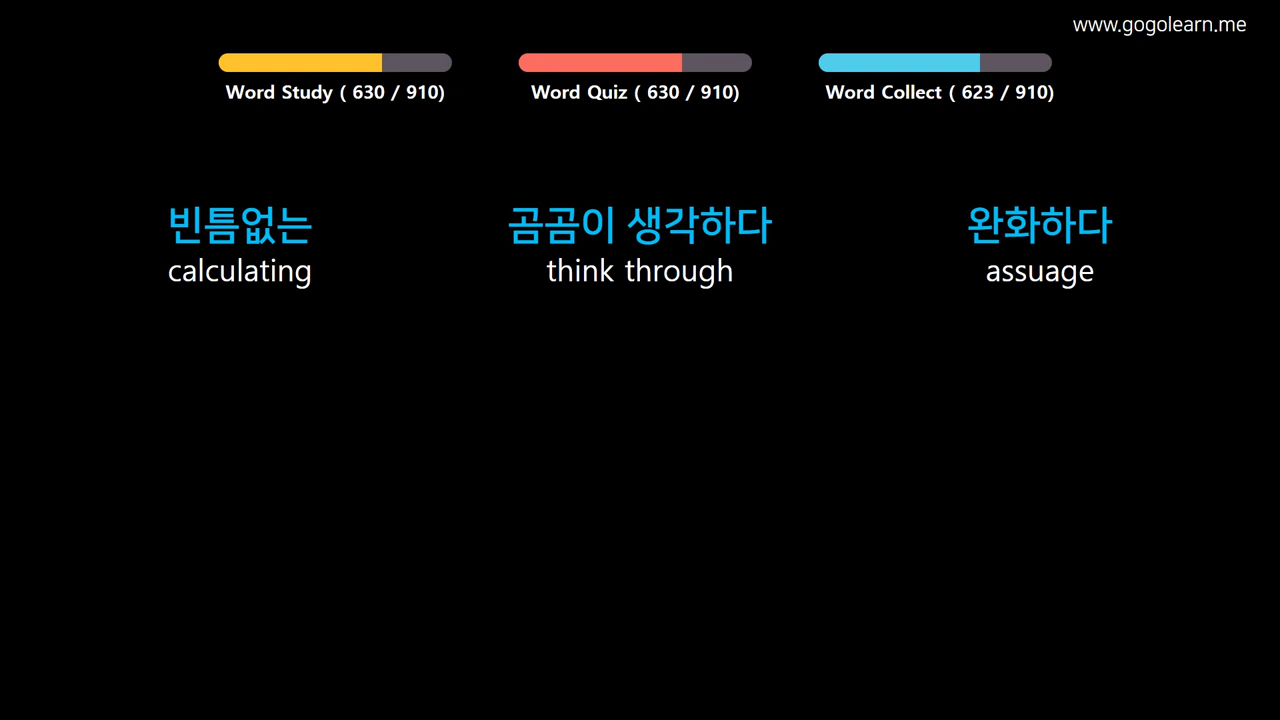 www.gogolearn.me
Word Study ( 630 / 910)
Word Quiz ( 630 / 910)
Word Collect ( 623 / 910)
빈틈없는
calculating
곰곰이 생각하다
think through
완화하다
assuage